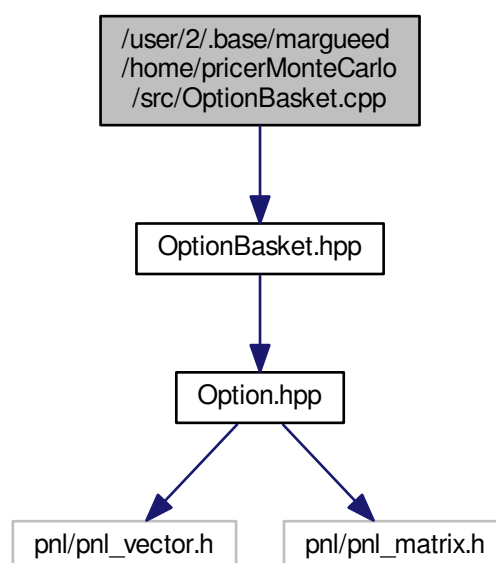 /user/2/.base/margueed
/home/pricerMonteCarlo
/src/OptionBasket.cpp
OptionBasket.hpp
Option.hpp
pnl/pnl_vector.h
pnl/pnl_matrix.h